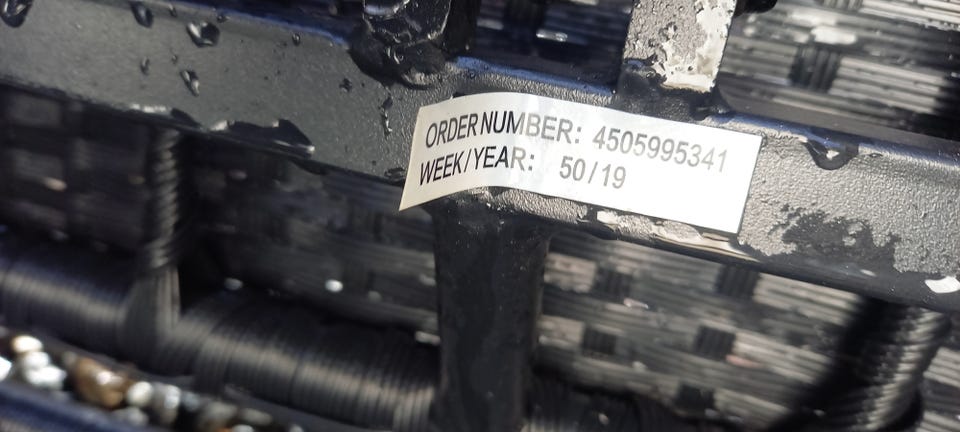 ORDER NUMBER: 4505995341
WEEK/YEAR: 50/19